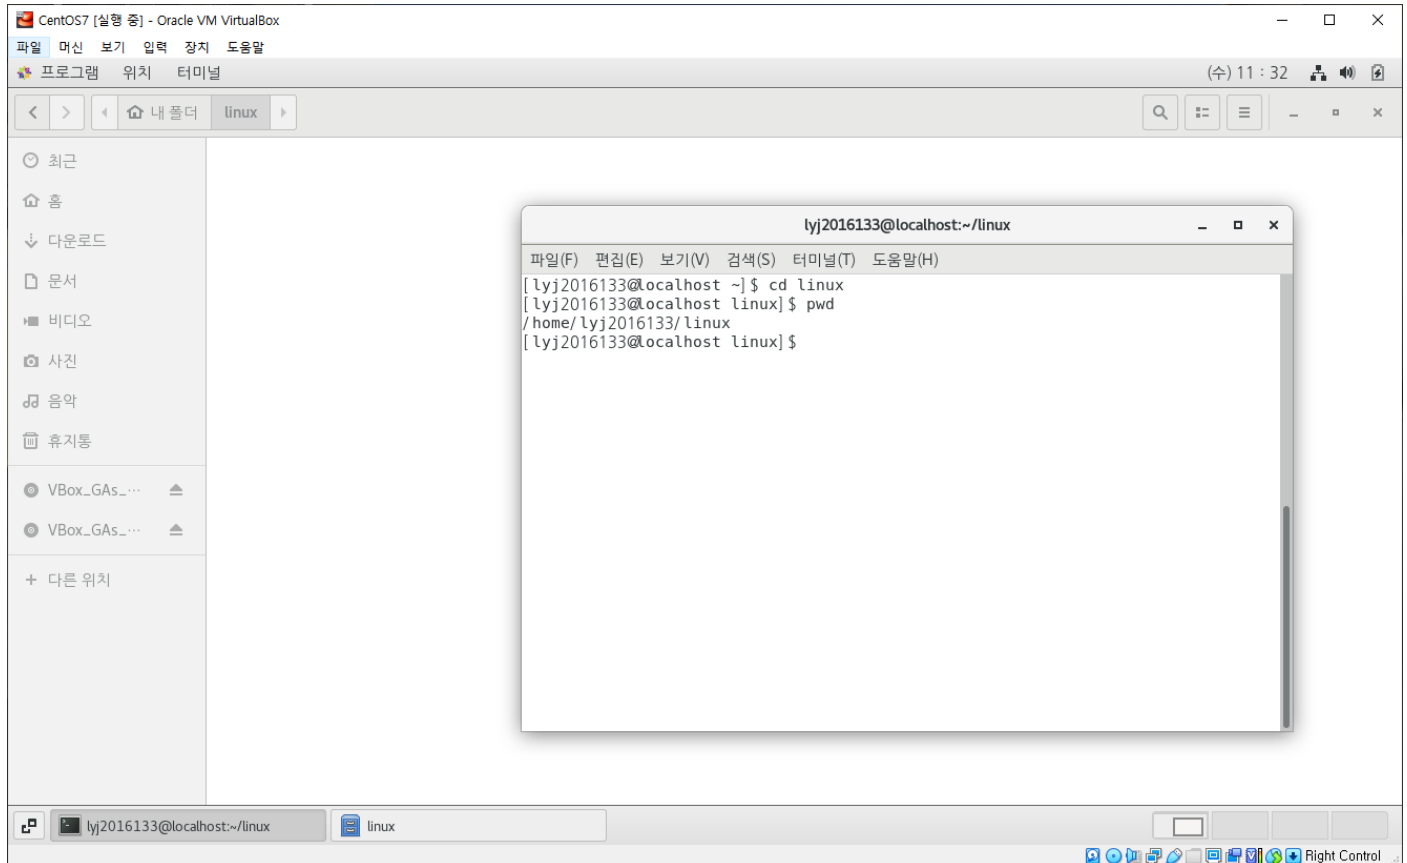 CentOS7 [실행 중] - Oracle VM VirtualBox
파일 머신 보기 입력 장치 도움말
프로그램 위치 터미널 (수) 11 : 32
내 폴더 linux
최근
홈
다운로드
문서
비디오
사진
음악
휴지통
VBox_GAs_…
VBox_GAs_…
다른 위치
lyj2016133@localhost:~/linux
파일(F) 편집(E) 보기(V) 검색(S) 터미널(T) 도움말(H)
[lyj2016133@localhost ~]$ cd linux
[lyj2016133@localhost linux]$ pwd
/home/lyj2016133/linux
[lyj2016133@localhost linux]$
lyj2016133@localhost:~/linux linux
Right Control